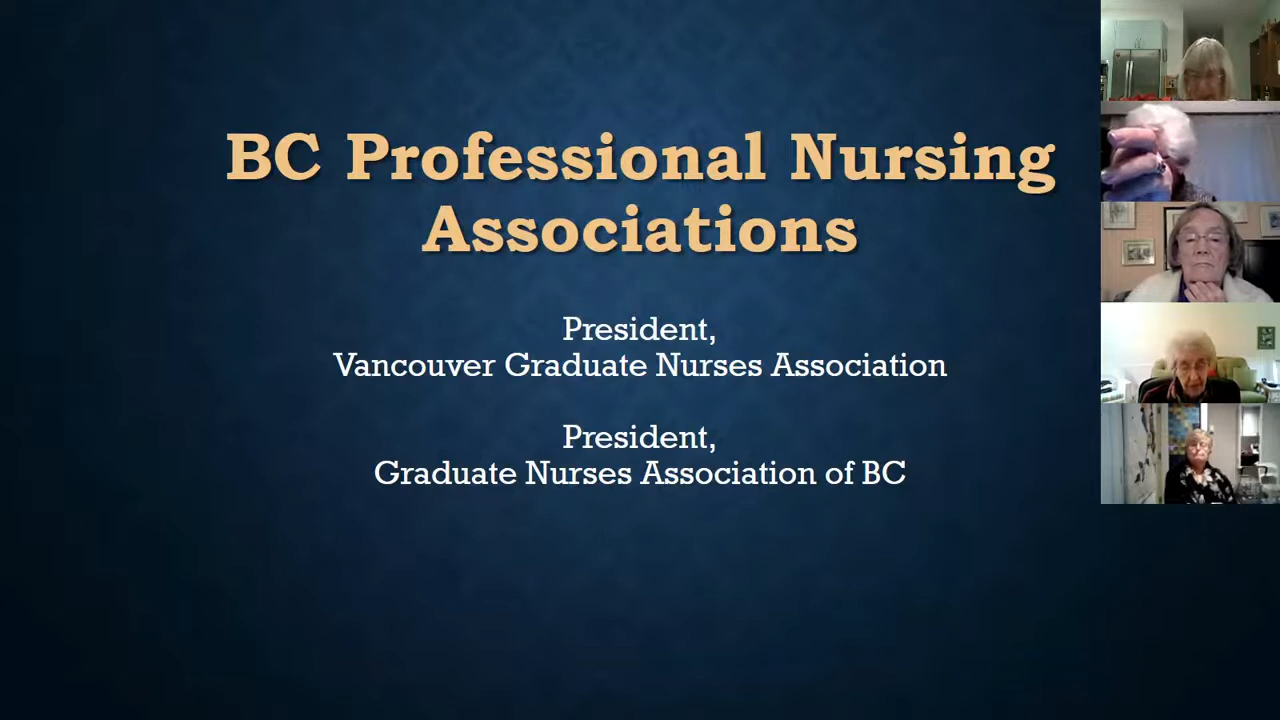 BC Professional Nursing
Associations
President,
Vancouver Graduate Nurses Association
President,
Graduate Nurses Association of BC